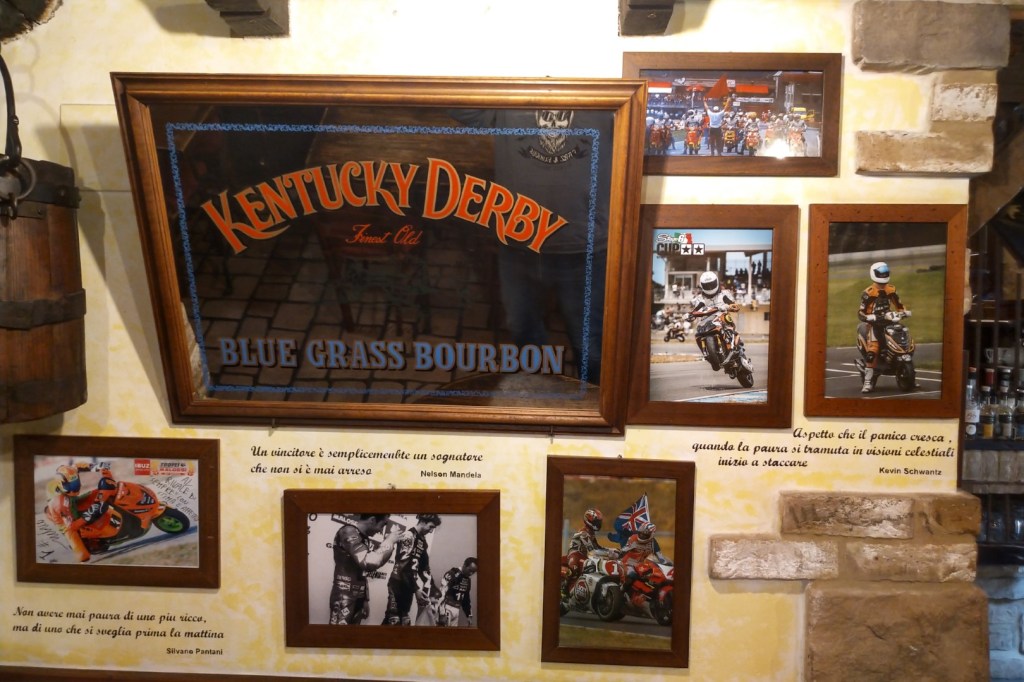 KENTUCKY DERBY
Finest Old
BLUE GRASS BOURBON
CUP
Un vincitore è semplicemenbte un sognatore
che non si è mai arreso
Nelson Mandela
Aspetto che il panico cresca ,
quando la paura si tramuta in visioni celestiali
inizio a staccare
Kevin Schwantz
Non avere mai paura di uno piu ricco,
ma di uno che si sveglia prima la mattina
Silvano Pantani